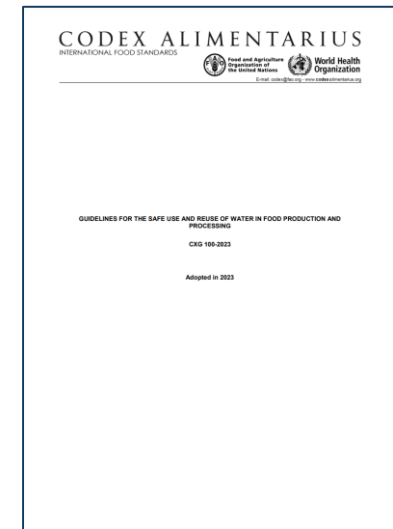 CODEX ALIMENTARIUS
INTERNATIONAL FOOD STANDARDS
Food and Agriculture
Organization of
the United Nations
World Health
Organization
E-mail: codex@fao.org - www.codexalimentarius.org
GUIDELINES FOR THE SAFE USE AND REUSE OF WATER IN FOOD PRODUCTION AND
PROCESSING
CXG 100-2023
Adopted in 2023